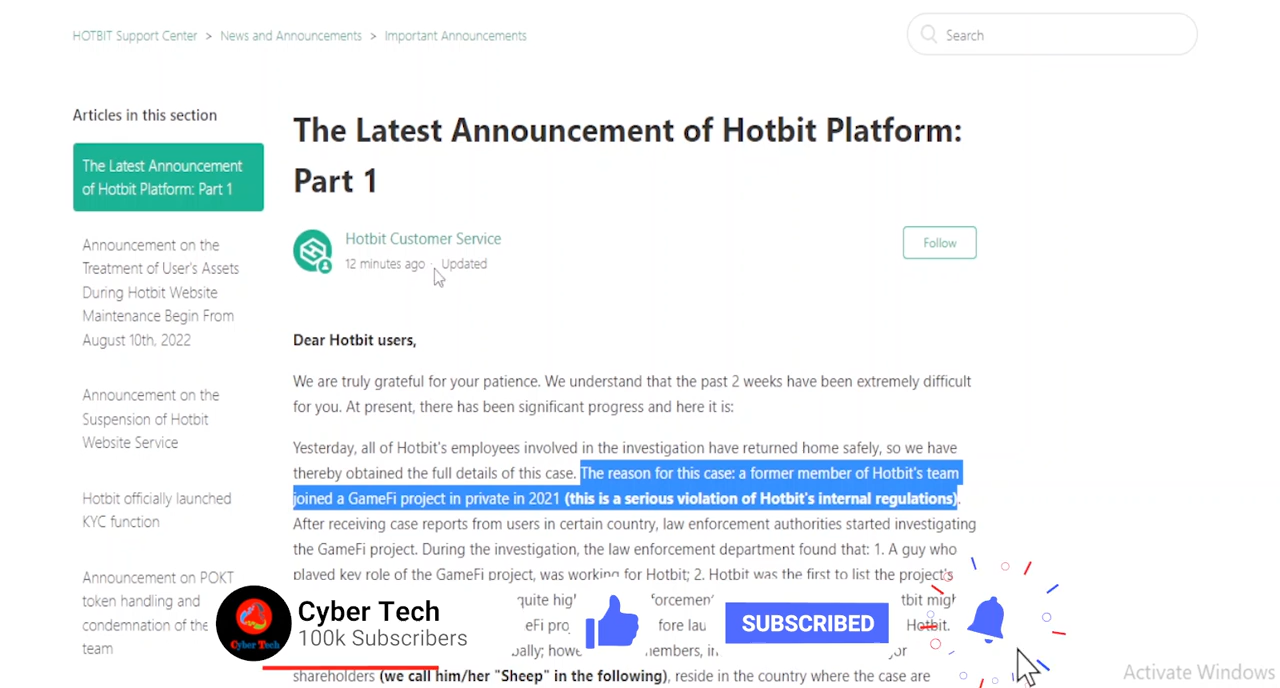 HOTBIT Support Center > News and Announcements > Important Announcements
Search
Articles in this section
The Latest Announcement
of Hotbit Platform: Part 1
Announcement on the
Treatment of User's Assets
During Hotbit Website
Maintenance Begin From
August 10th, 2022
Announcement on the
Suspension of Hotbit
Website Service
Hotbit officially launched
KYC function
Announcement on POKT
token handling and
condemnation of the
team
The Latest Announcement of Hotbit Platform:
Part 1
Hotbit Customer Service
12 minutes ago · Updated
Follow
Dear Hotbit users,
We are truly grateful for your patience. We understand that the past 2 weeks have been extremely difficult
for you. At present, there has been significant progress and here it is:
Yesterday, all of Hotbit's employees involved in the investigation have returned home safely, so we have
thereby obtained the full details of this case. The reason for this case: a former member of Hotbit's team
joined a GameFi project in private in 2021 (this is a serious violation of Hotbit's internal regulations).
After receiving case reports from users in certain country, law enforcement authorities started investigating
the GameFi project. During the investigation, the law enforcement department found that: 1. A guy who
played key role of the GameFi project, was working for Hotbit; 2. Hotbit was the first to list the project's
quite
Hotbit.
shareholders (we call him/her "Sheep" in the following), reside in the country where the case are
Cyber Tech
Cyber Tech
100k Subscribers
SUBSCRIBED
Activate Windows